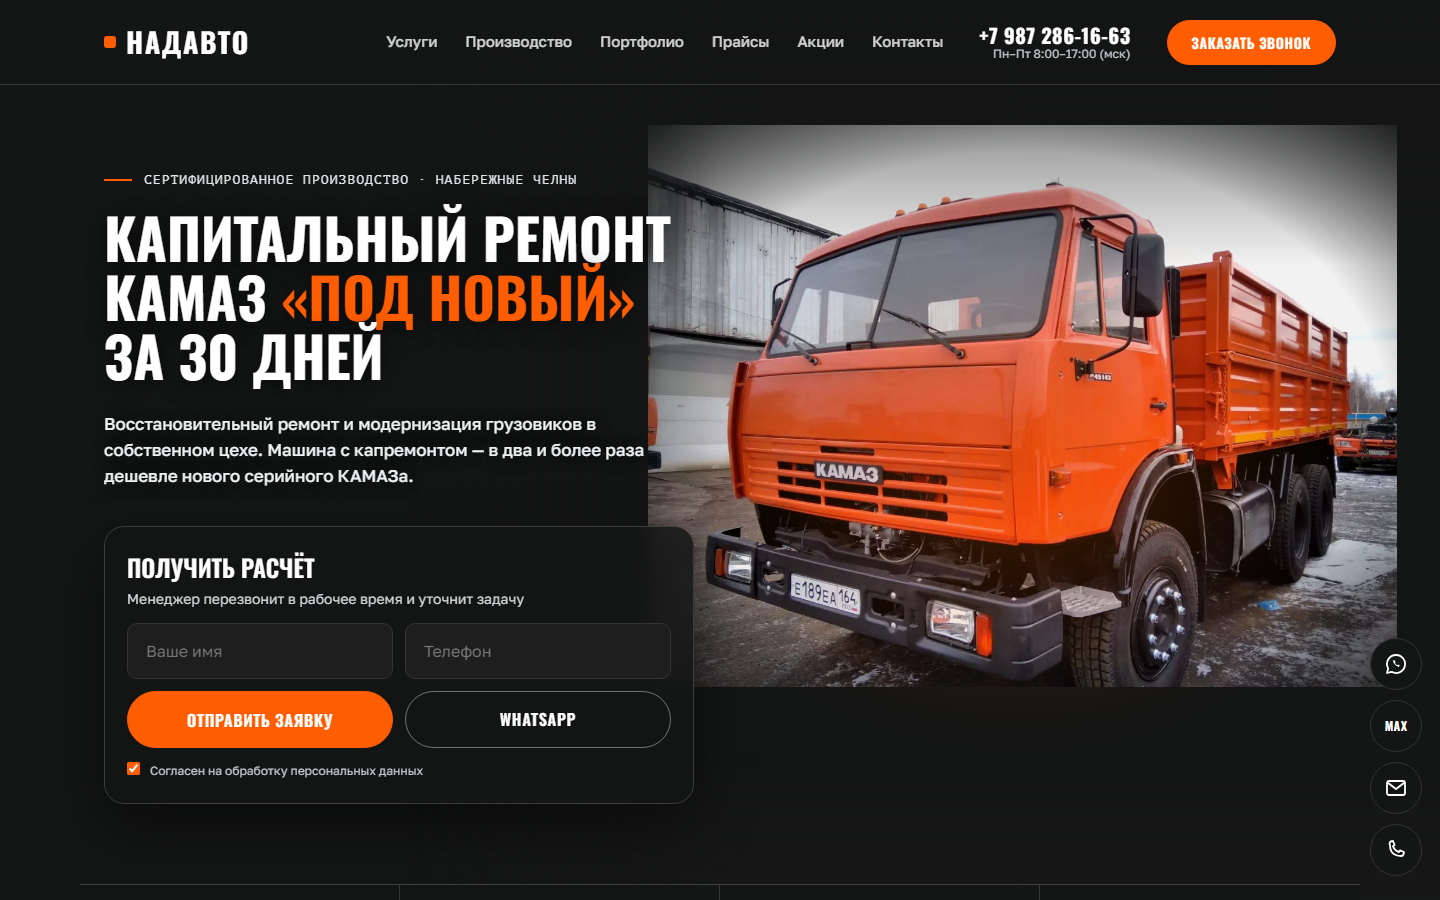 НАДАВТО
Услуги
Производство
Портфолио
Прайсы
Акции
Контакты
+7 987 286-16-63
Пн–Пт 8:00–17:00 (мск)
ЗАКАЗАТЬ ЗВОНОК
СЕРТИФИЦИРОВАННОЕ ПРОИЗВОДСТВО · НАБЕРЕЖНЫЕ ЧЕЛНЫ
КАПИТАЛЬНЫЙ РЕМОНТ
КАМАЗ «ПОД НОВЫЙ»
ЗА 30 ДНЕЙ
Восстановительный ремонт и модернизация грузовиков в
собственном цехе. Машина с капремонтом — в два и более раза
дешевле нового серийного КАМАЗа.
ПОЛУЧИТЬ РАСЧЁТ
Менеджер перезвонит в рабочее время и уточнит задачу
Ваше имя
Телефон
ОТПРАВИТЬ ЗАЯВКУ
WHATSAPP
Согласен на обработку персональных данных
КАМАЗ
Е189ЕА 164
MAX